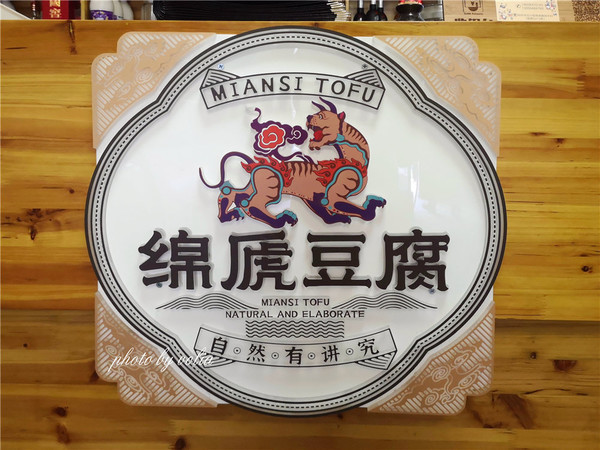 MIANSI TOFU
绵虒豆腐
MIANSI TOFU
NATURAL AND ELABORATE
自·然·有·讲·究
photo by